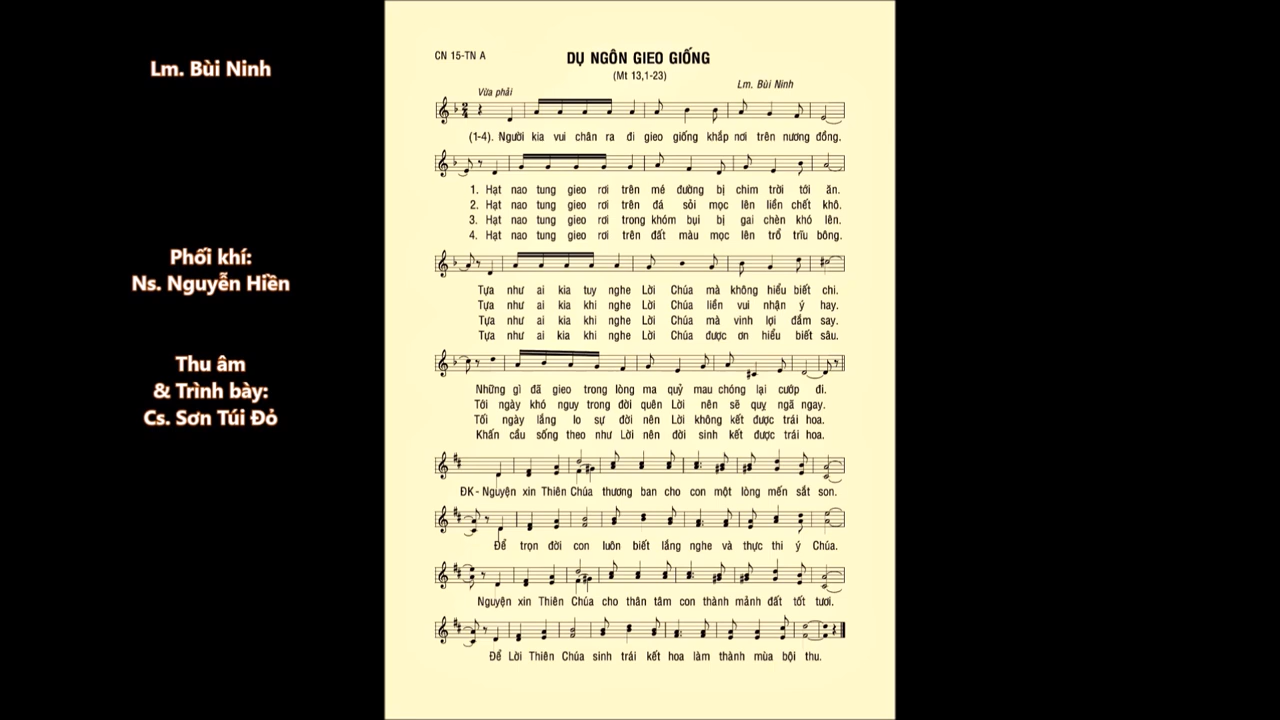 Lm. Bùi Ninh
Phối khí:
Ns. Nguyễn Hiền
Thu âm
& Trình bày:
Cs. Sơn Túi Đỏ
CN 15-TN A
DỤ NGÔN GIEO GIỐNG
(Mt 13,1-23)
Vừa phải
Lm. Bùi Ninh
(1-4). Người kia vui chân ra đi gieo giống khắp nơi trên nương đồng.
1. Hạt nao tung gieo rơi trên mé đường bị chim trời tới ăn.
2. Hạt nao tung gieo rơi trên đá sỏi mọc lên liền chết khô.
3. Hạt nao tung gieo rơi trong khóm bụi bị gai chèn khó lên.
4. Hạt nao tung gieo rơi trên đất màu mọc lên trổ trĩu bông.
Tựa như ai kia tuy nghe Lời Chúa mà không hiểu biết chi.
Tựa như ai kia khi nghe Lời Chúa liền vui nhận ý hay.
Tựa như ai kia khi nghe Lời Chúa mà vinh lợi đắm say.
Tựa như ai kia khi nghe Lời Chúa được ơn hiểu biết sâu.
Những gì đã gieo trong lòng ma quỷ mau chóng lại cướp đi.
Tới ngày khó nguy trong đời quên Lời nên sẽ quỵ ngã ngay.
Tối ngày lắng lo sự đời nên Lời không kết được trái hoa.
Khấn cầu sống theo như Lời nên đời sinh kết được trái hoa.
ĐK- Nguyện xin Thiên Chúa thương ban cho con một lòng mến sắt son.
Để trọn đời con luôn biết lắng nghe và thực thi ý Chúa.
Nguyện xin Thiên Chúa cho thân tâm con thành mảnh đất tốt tươi.
Để Lời Thiên Chúa sinh trái kết hoa làm thành mùa bội thu.